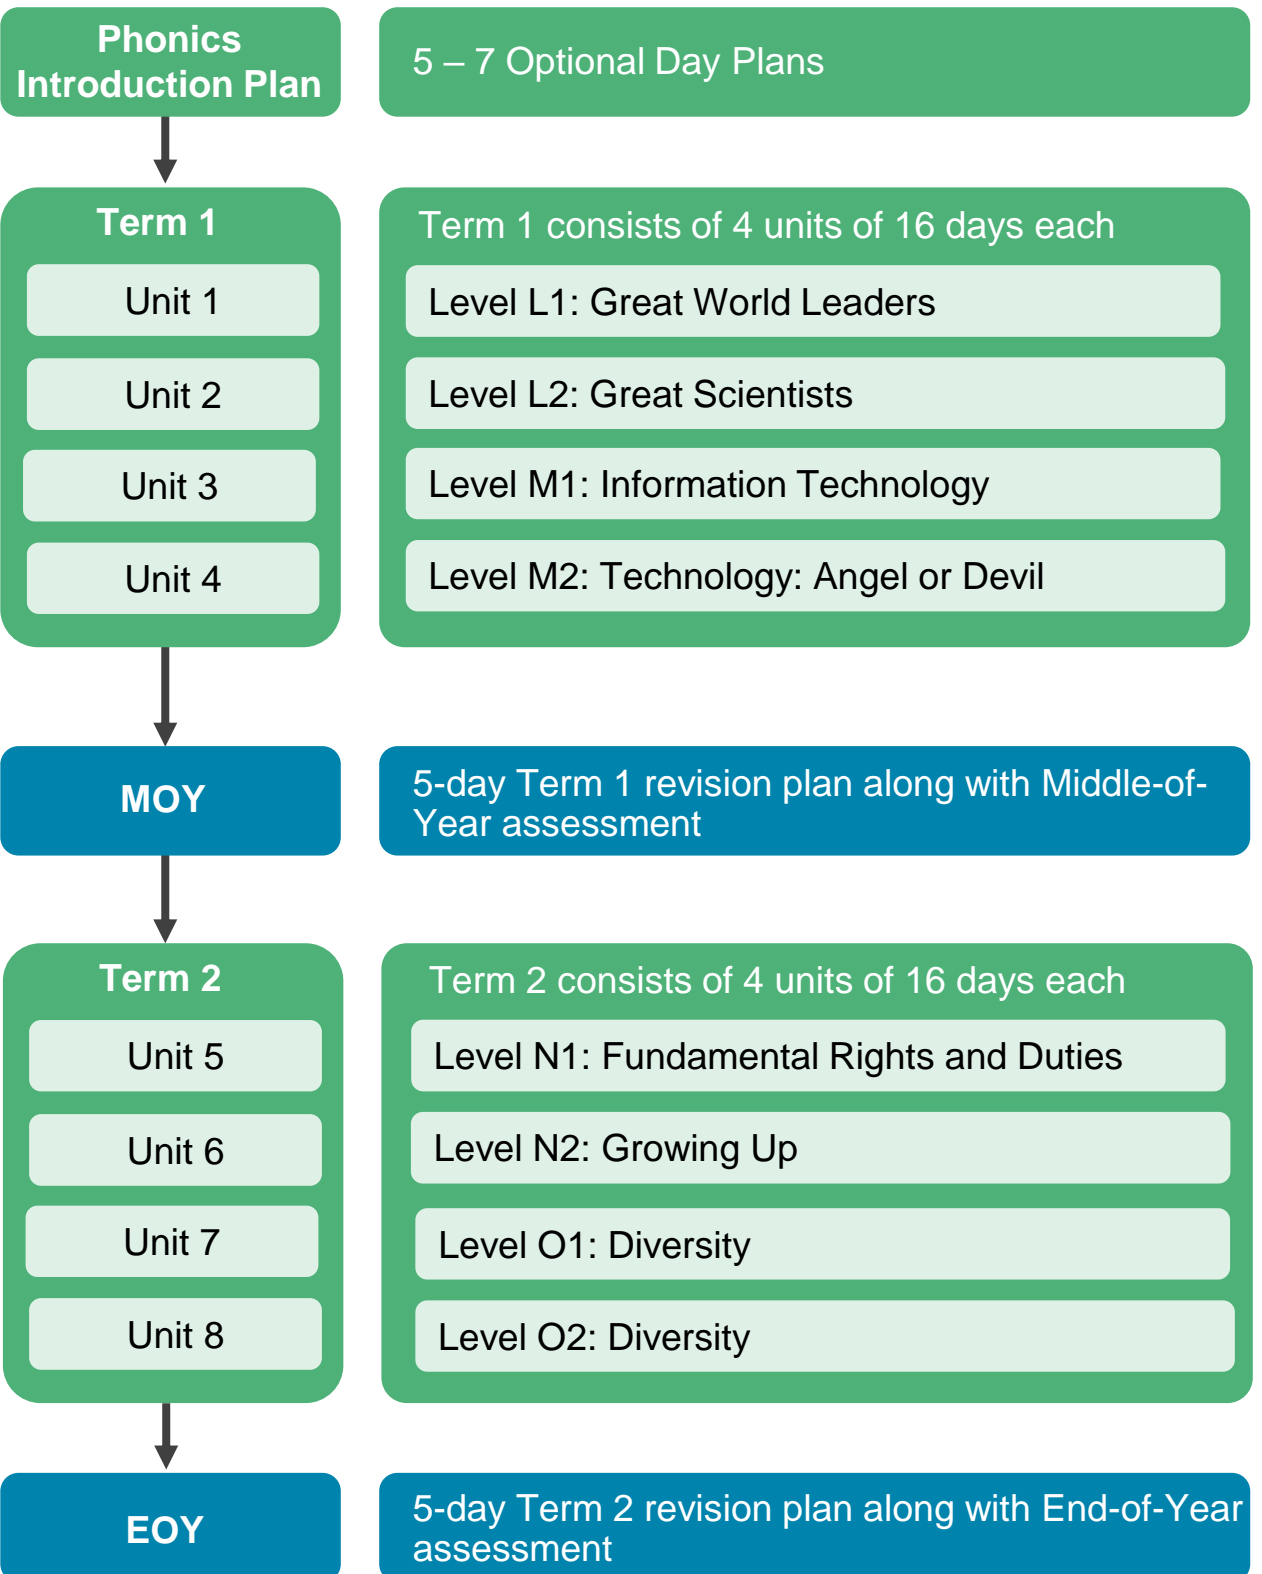 Phonics
Introduction Plan
5 – 7 Optional Day Plans
Term 1
Term 1 consists of 4 units of 16 days each
Unit 1
Level L1: Great World Leaders
Unit 2
Level L2: Great Scientists
Unit 3
Level M1: Information Technology
Unit 4
Level M2: Technology: Angel or Devil
MOY
5-day Term 1 revision plan along with Middle-of-
Year assessment
Term 2
Term 2 consists of 4 units of 16 days each
Unit 5
Level N1: Fundamental Rights and Duties
Unit 6
Level N2: Growing Up
Unit 7
Level O1: Diversity
Unit 8
Level O2: Diversity
EOY
5-day Term 2 revision plan along with End-of-Year
assessment